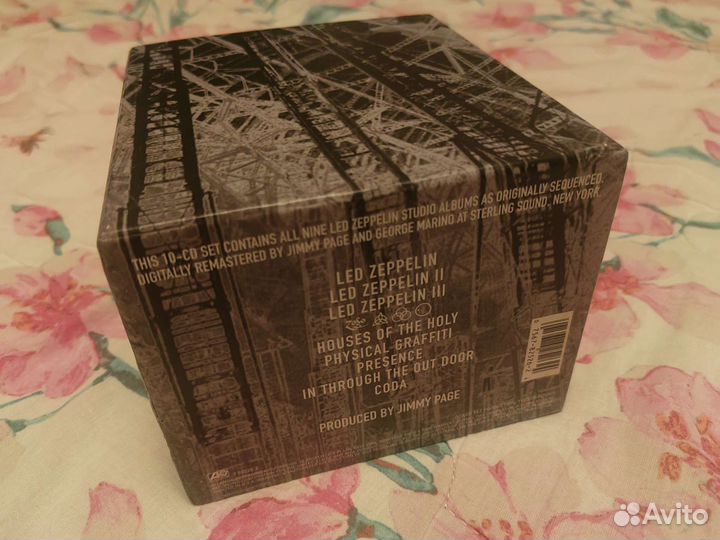 THIS 10-CD SET CONTAINS ALL NINE LED ZEPPELIN STUDIO ALBUMS AS ORIGINALLY SEQUENCED.
DIGITALLY REMASTERED BY JIMMY PAGE AND GEORGE MARINO AT STERLING SOUND, NEW YORK.
LED ZEPPELIN
LED ZEPPELIN II
LED ZEPPELIN III
HOUSES OF THE HOLY
PHYSICAL GRAFFITI
PRESENCE
IN THROUGH THE OUT DOOR
CODA
PRODUCED BY JIMMY PAGE
Avito